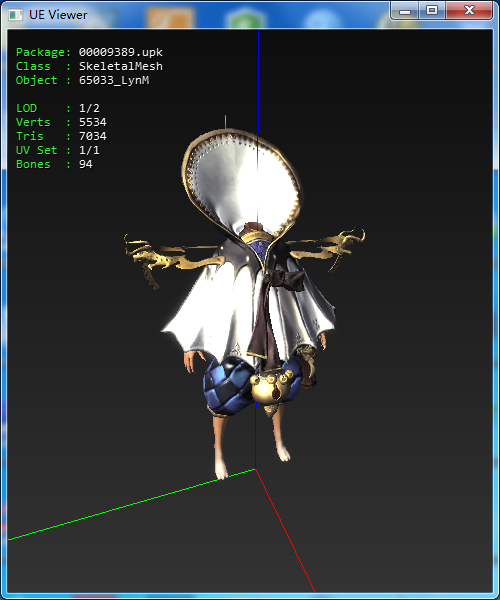 UE Viewer
Package: 00009389.upk
Class : SkeletalMesh
Object : 65033_LynM
LOD : 1/2
Verts : 5534
Tris : 7034
UV Set : 1/1
Bones : 94